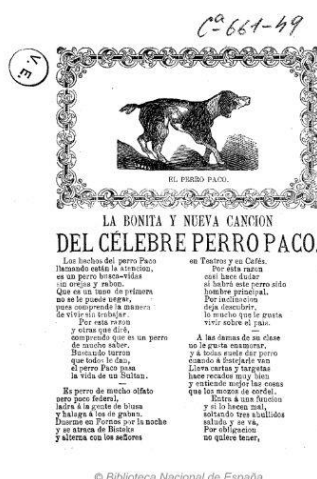 Cª 661-49
V. E.
EL PERRO PACO.
LA BONITA Y NUEVA CANCION
DEL CÉLEBRE PERRO PACO.
Los hechos del perro Paco
llamando están la atencion,
es un perro busca-vidas
sin orejas y rabon.
Que es un tuno de primera
no se le puede negar,
pues comprende la manera
de vivir sin trabajar.
Por esta razon
y otras que diré,
comprendo que es un perro
de mucho saber.
Buscando turron
que todos le dan,
el perro Paco pasa
la vida de un Sultan.
Es perro de mucho olfato
pero poco federal,
ladra á la gente de blusa
y halaga á los de gaban.
Duerme en Fornos por la noche
y se atraca de Bisteks
y alterna con los señores
en Teatros y en Cafés.
Por ésta razon
casi hace dudar
si habrá este perro sido
hombre principal.
Por inclinacion
deja descubrir,
lo mucho que le gusta
vivir sobre el pais.
A las damas de su clase
no le gusta enamorar,
y á todas suele dar perro
cuando á festejarle van
Lleva cartas y targetas
hace recados muy bien
y entiende mejor las cosas
que los mozos de cordel.
Entra á una funcion
y si lo hacen mal,
soltando tres ahullidos
saluda y se vá,
Por obligacion
no quiere tener,
© Biblioteca Nacional de España